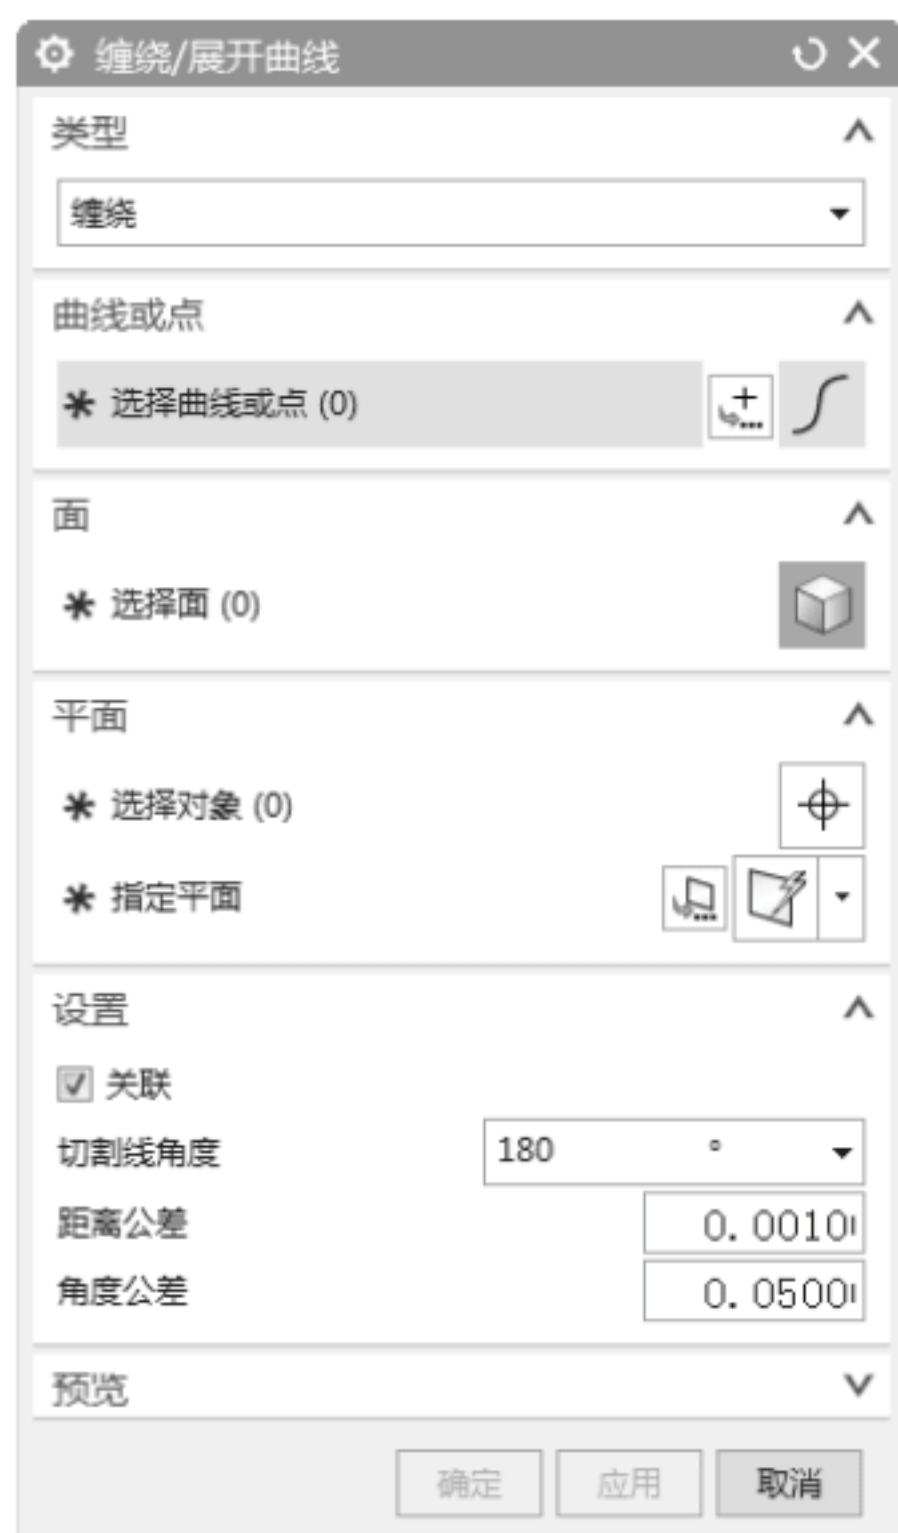 缠绕/展开曲线
类型
缠绕
曲线或点
* 选择曲线或点 (0)
面
* 选择面 (0)
平面
* 选择对象 (0)
* 指定平面
设置
关联
切割线角度 180 °
距离公差 0.0010
角度公差 0.0500
预览
确定 应用 取消